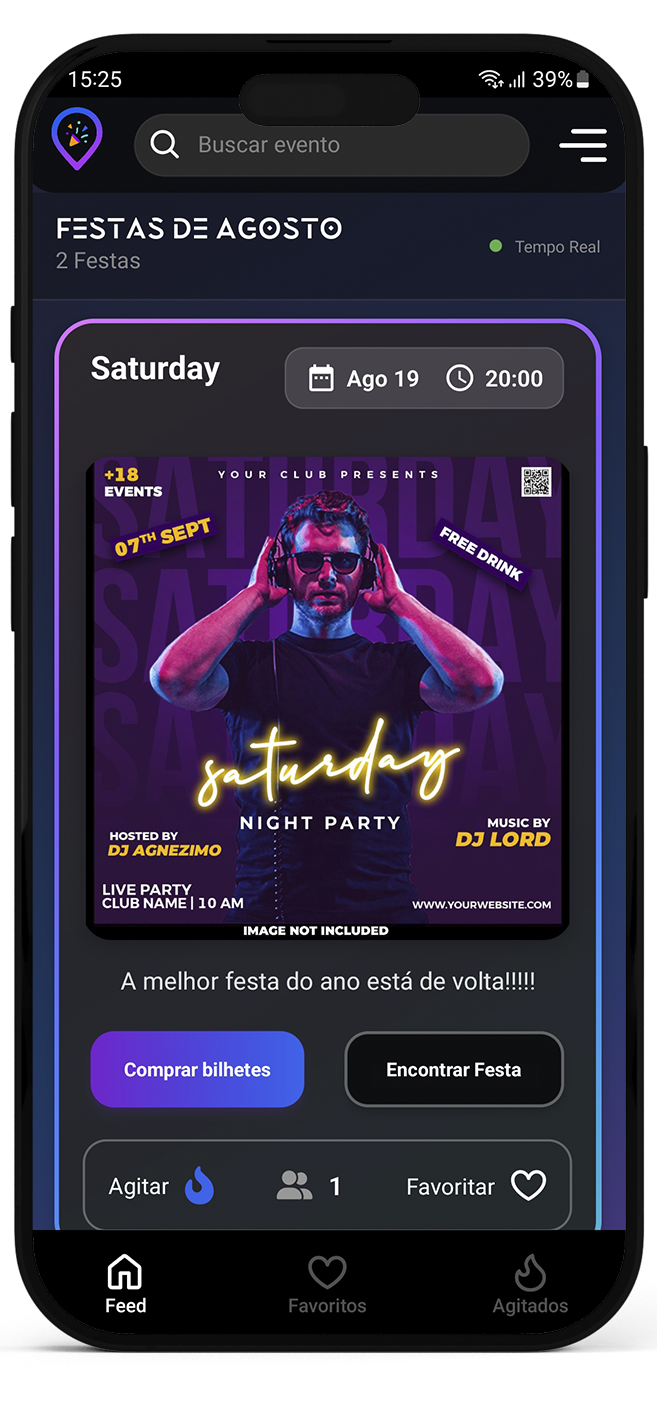 15:25
39%
Buscar evento
FESTAS DE AGOSTO
2 Festas
Tempo Real
Saturday
Ago 19
20:00
SATURDAY
+18
EVENTS
YOUR CLUB PRESENTS
07TH SEPT
FREE DRINK
SATURDAY
SATURDAY
saturday
NIGHT PARTY
HOSTED BY
DJ AGNEZIMO
MUSIC BY
DJ LORD
LIVE PARTY
CLUB NAME | 10 AM
WWW.YOURWEBSITE.COM
IMAGE NOT INCLUDED
A melhor festa do ano está de volta!!!!!
Comprar bilhetes
Encontrar Festa
Agitar
1
Favoritar
Feed
Favoritos
Agitados